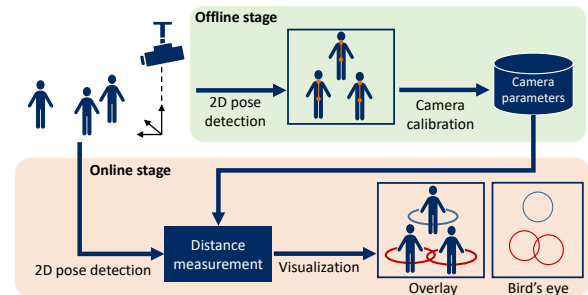 Offline stage
2D pose
detection
Camera
calibration
Camera
parameters
Online stage
2D pose detection
Distance
measurement
Visualization
Overlay
Bird's eye